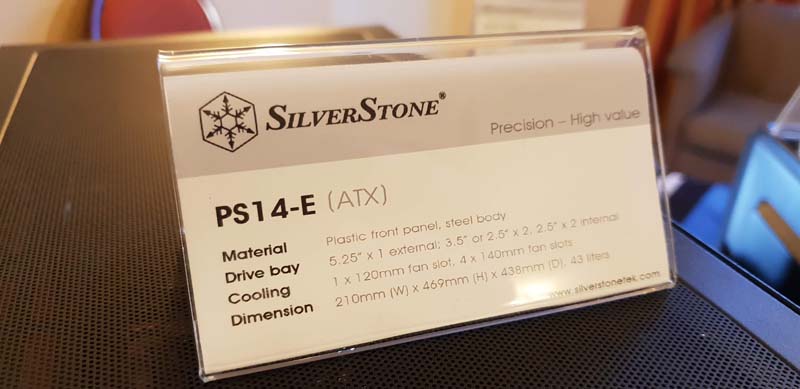 SILVERSTONE®
Precision – High value
PS14-E (ATX)
Material Plastic front panel, steel body
Drive bay 5.25" x 1 external; 3.5" or 2.5" x 2, 2.5" x 2 internal
Cooling 1 x 120mm fan slot, 4 x 140mm fan slots
Dimension 210mm (W) x 469mm (H) x 438mm (D), 43 liters
www.silverstonetek.com